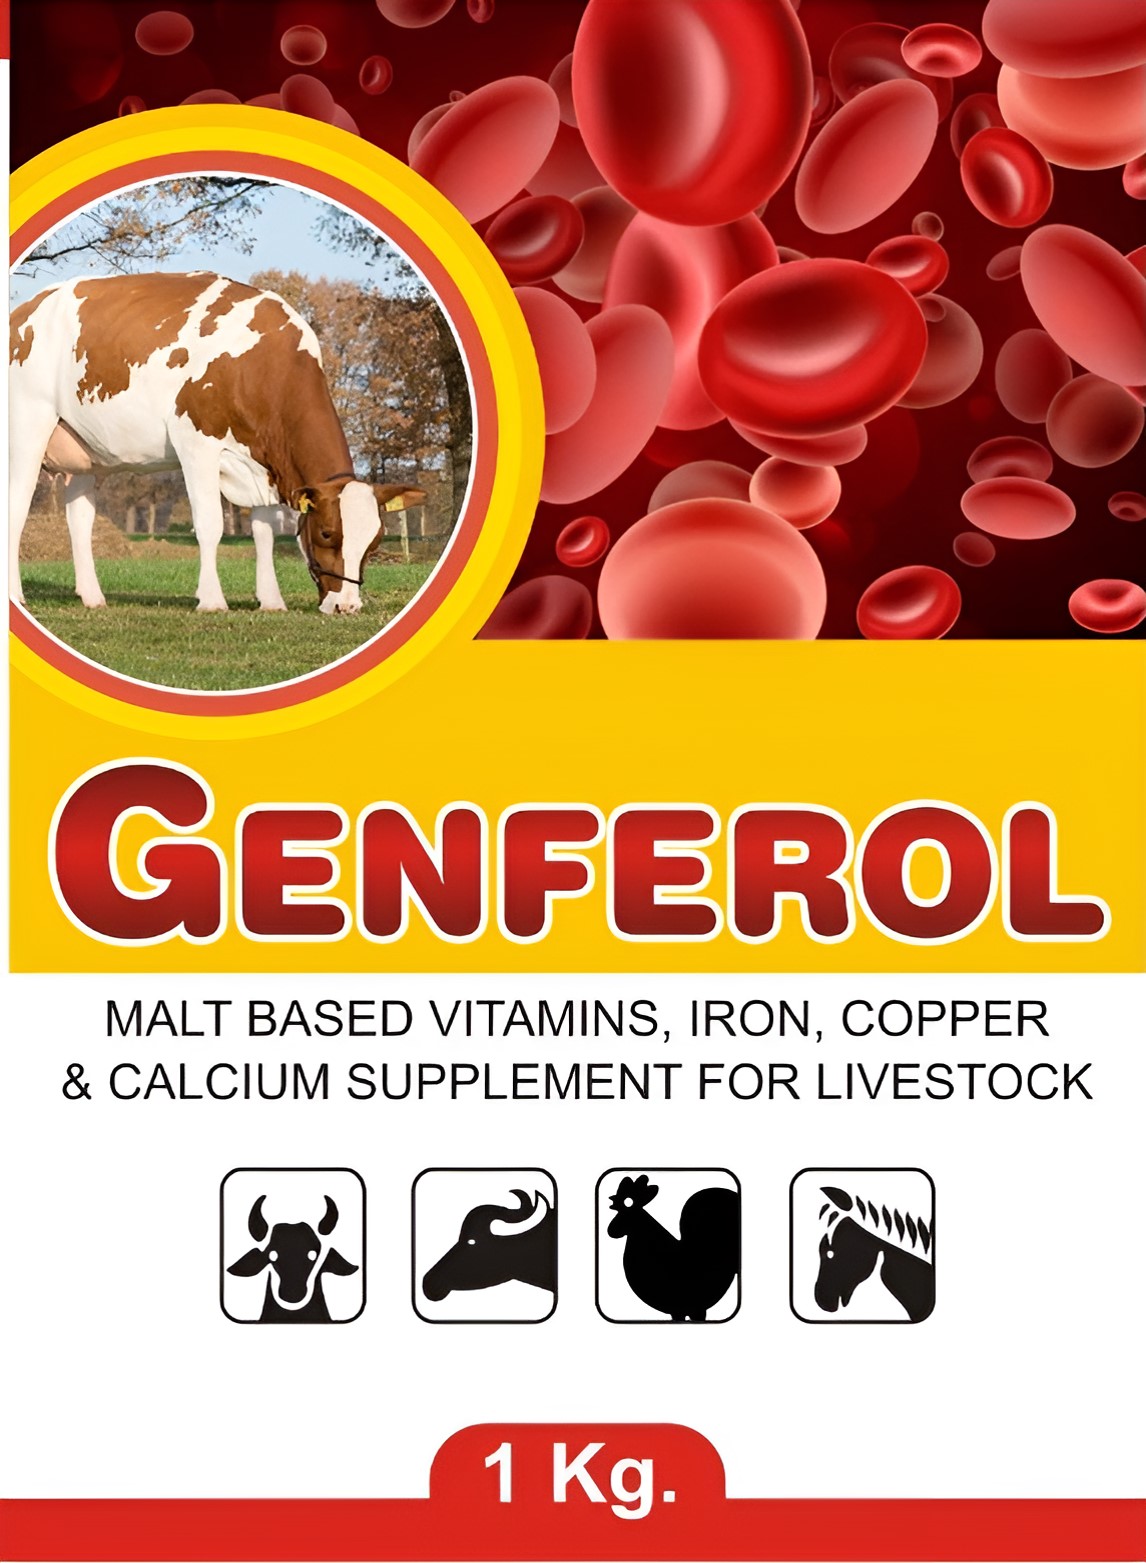 GENFEROL
MALT BASED VITAMINS, IRON, COPPER
& CALCIUM SUPPLEMENT FOR LIVESTOCK
1 Kg.